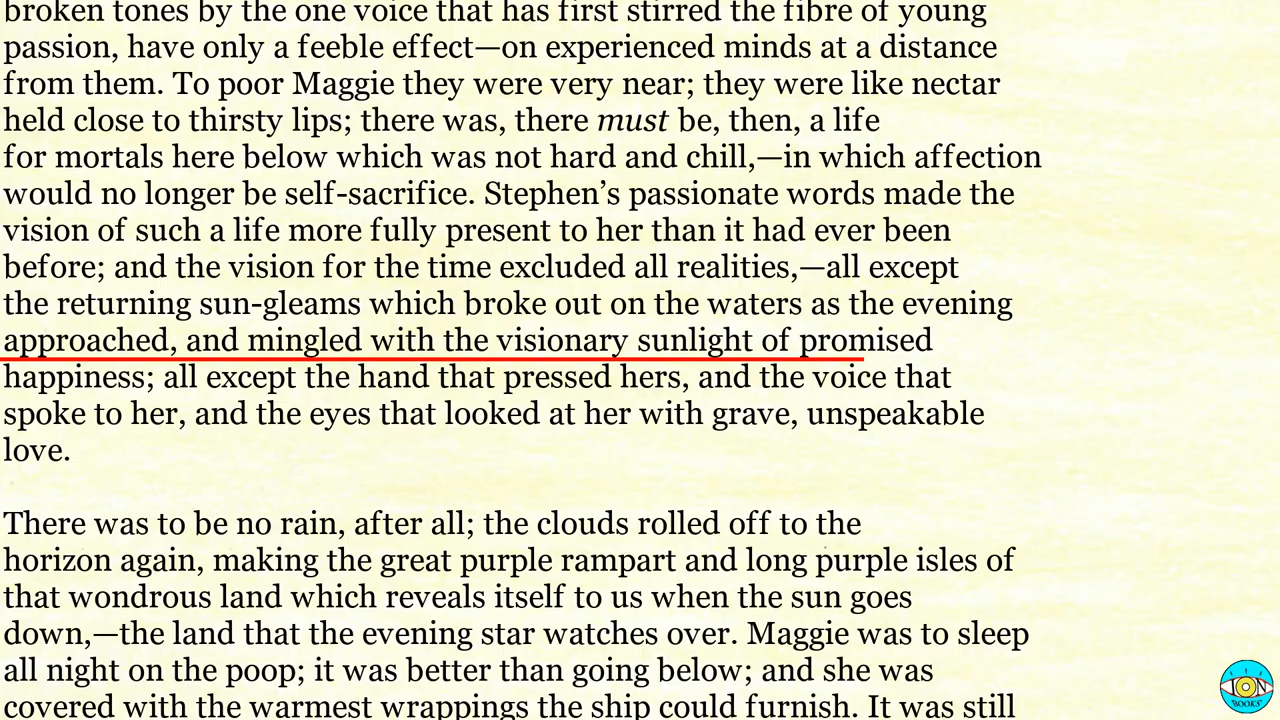 broken tones by the one voice that has first stirred the fibre of young
passion, have only a feeble effect—on experienced minds at a distance
from them. To poor Maggie they were very near; they were like nectar
held close to thirsty lips; there was, there must be, then, a life
for mortals here below which was not hard and chill,—in which affection
would no longer be self-sacrifice. Stephen’s passionate words made the
vision of such a life more fully present to her than it had ever been
before; and the vision for the time excluded all realities,—all except
the returning sun-gleams which broke out on the waters as the evening
approached, and mingled with the visionary sunlight of promised
happiness; all except the hand that pressed hers, and the voice that
spoke to her, and the eyes that looked at her with grave, unspeakable
love.
There was to be no rain, after all; the clouds rolled off to the
horizon again, making the great purple rampart and long purple isles of
that wondrous land which reveals itself to us when the sun goes
down,—the land that the evening star watches over. Maggie was to sleep
all night on the poop; it was better than going below; and she was
covered with the warmest wrappings the ship could furnish. It was still
ION
BOOKS